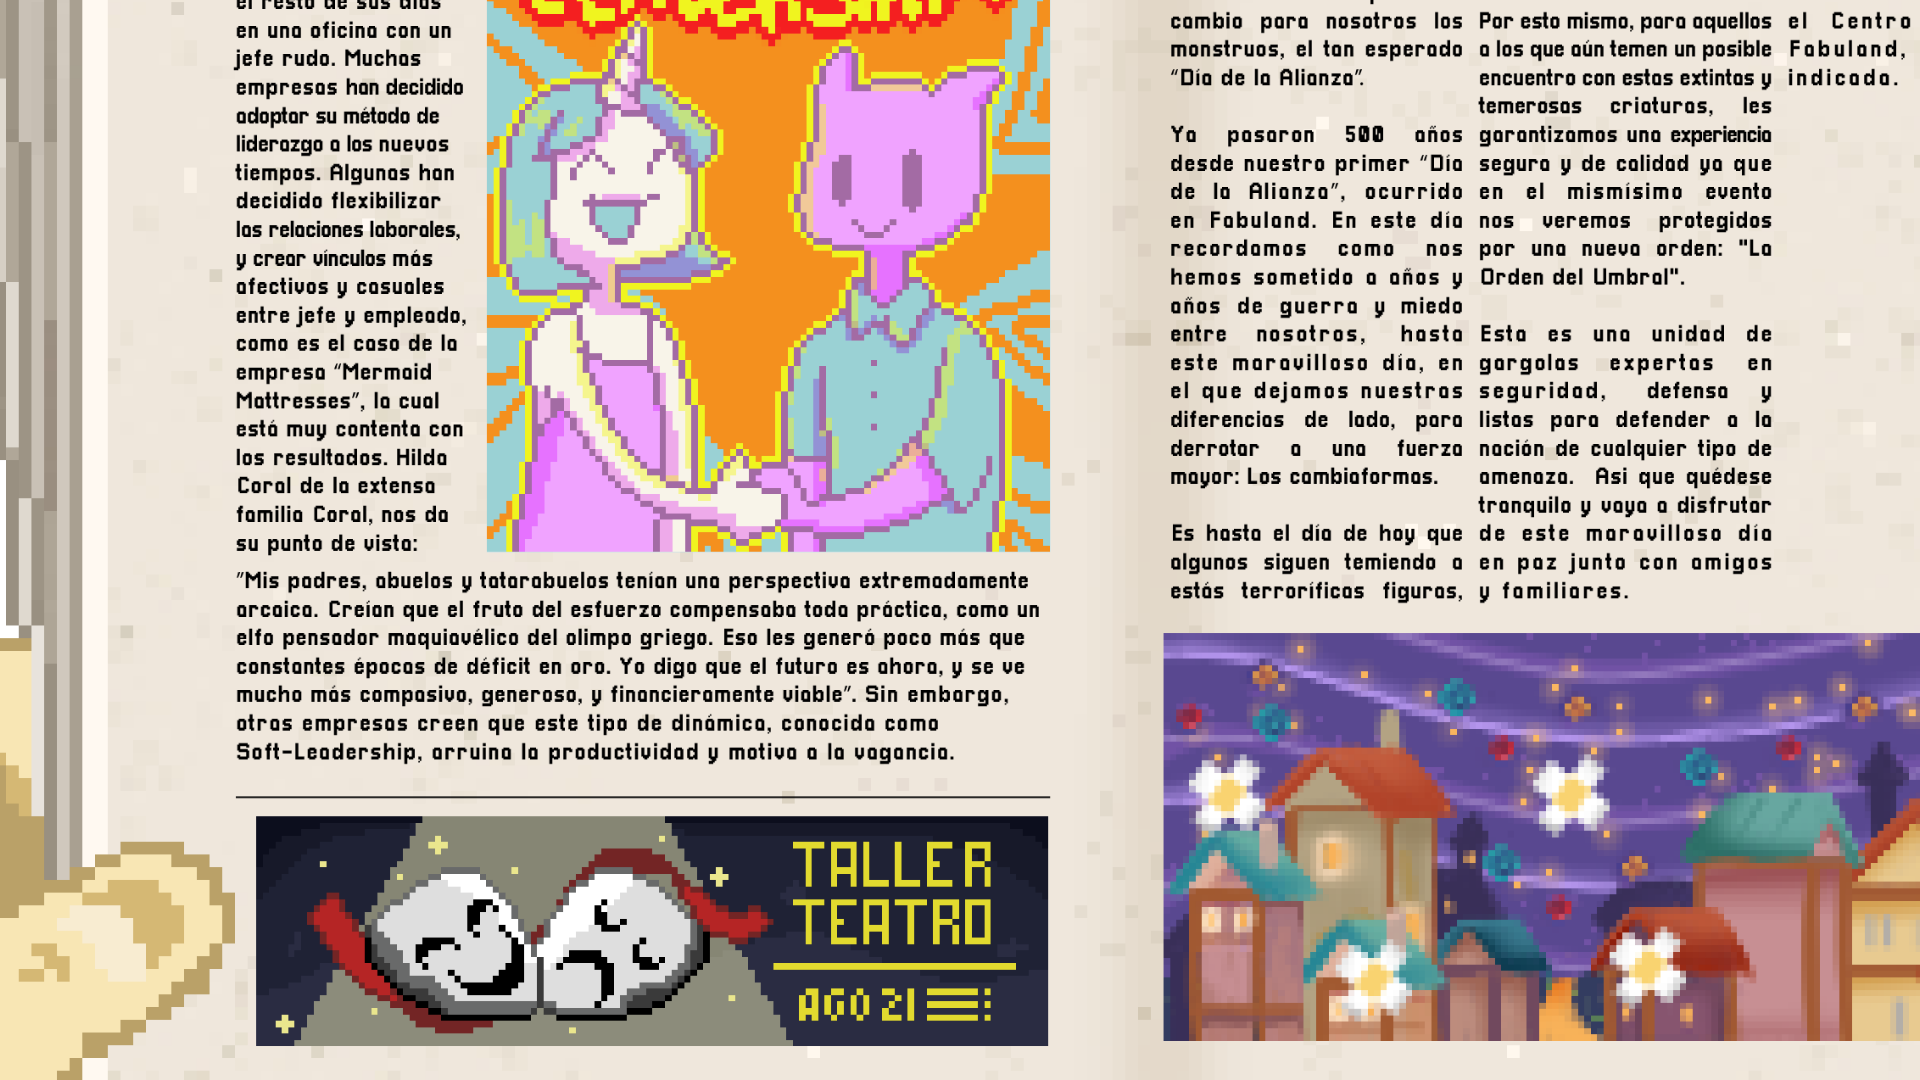 el resto de sus días
en una oficina con un
jefe rudo. Muchas
empresas han decidido
adoptar su método de
liderazgo a los nuevos
tiempos. Algunas han
decidido flexibilizar
las relaciones laborales,
y crear vínculos más
afectivos y casuales
entre jefe y empleado,
como es el caso de la
empresa "Mermaid
Mattresses", la cual
está muy contenta con
los resultados. Hilda
Coral de la extensa
familia Coral, nos da
su punto de vista:
"Mis padres, abuelos y tatarabuelos tenían una perspectiva extremadamente
arcaica. Creían que el fruto del esfuerzo compensaba toda práctica, como un
elfo pensador maquiavélico del olimpo griego. Eso les generó poco más que
constantes épocas de déficit en oro. Yo digo que el futuro es ahora, y se ve
mucho más compasivo, generoso, y financieramente viable". Sin embargo,
otras empresas creen que este tipo de dinámica, conocida como
Soft-Leadership, arruina la productividad y motiva a la vagancia.
TALLER
TEATRO
AGO 21
cambio para nosotros los
monstruos, el tan esperado
"Día de la Alianza".
Ya pasaron 500 años
desde nuestro primer "Día
de la Alianza", ocurrido
en Fabuland. En este día
recordamos como nos
hemos sometido a años y
años de guerra y miedo
entre nosotros, hasta
este maravilloso día, en
el que dejamos nuestras
diferencias de lado, para
derrotar a una fuerza
mayor: Los cambiaformas.
Es hasta el día de hoy que
algunos siguen temiendo a
estás terroríficas figuras,
Por esto mismo, para aquellos
a los que aún temen un posible
encuentro con estas extintas y
temerosas criaturas, les
garantizamos una experiencia
segura y de calidad ya que
en el mismísimo evento
nos veremos protegidos
por una nueva orden: "La
Orden del Umbral".
Esta es una unidad de
gargolas expertas en
seguridad, defensa y
listas para defender a la
nación de cualquier tipo de
amenaza. Asi que quédese
tranquilo y vaya a disfrutar
de este maravilloso día
en paz junto con amigos
y familiares.
el Centro
Fabuland,
indicada.